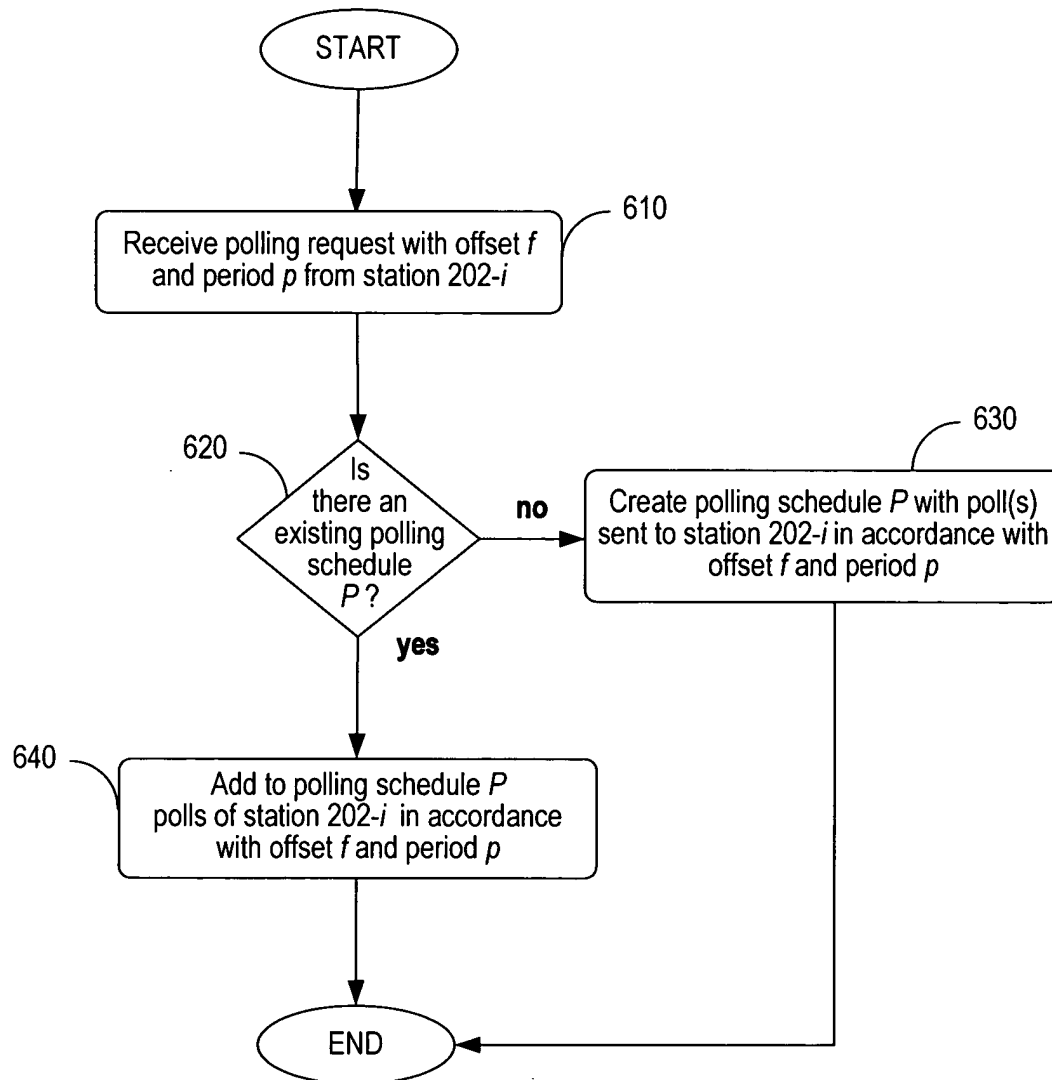 START
610
Receive polling request with offset f
and period p from station 202-i
620
Is
there an
existing polling
schedule
P ?
no
yes
630
Create polling schedule P with poll(s)
sent to station 202-i in accordance with
offset f and period p
640
Add to polling schedule P
polls of station 202-i in accordance
with offset f and period p
END